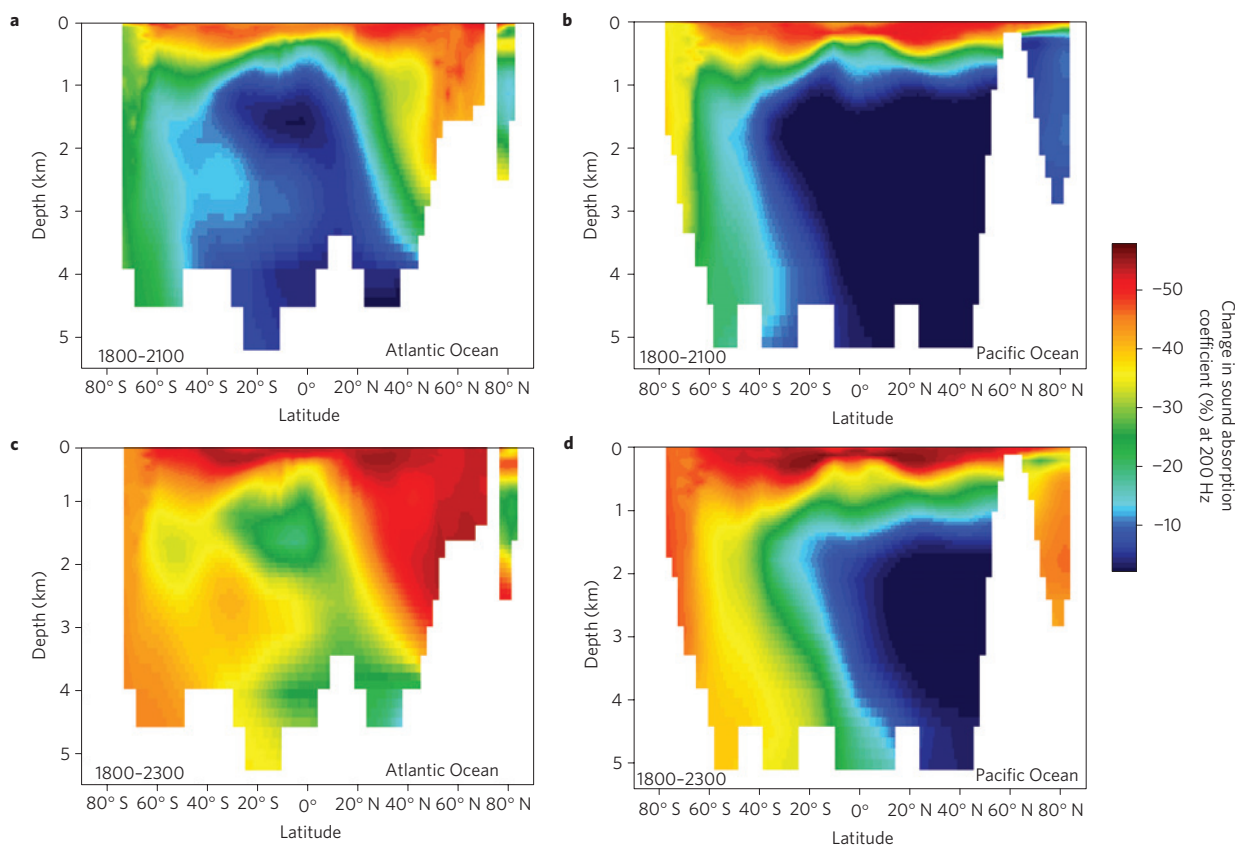 a
0
1
2
3
4
5
Depth (km)
1800–2100
Atlantic Ocean
80° S 60° S 40° S 20° S 0° 20° N 40° N 60° N 80° N
Latitude
b
0
1
2
3
4
5
Depth (km)
1800–2100
Pacific Ocean
80° S 60° S 40° S 20° S 0° 20° N 40° N 60° N 80° N
Latitude
c
0
1
2
3
4
5
Depth (km)
1800–2300
Atlantic Ocean
80° S 60° S 40° S 20° S 0° 20° N 40° N 60° N 80° N
Latitude
d
0
1
2
3
4
5
Depth (km)
1800–2300
Pacific Ocean
80° S 60° S 40° S 20° S 0° 20° N 40° N 60° N 80° N
Latitude
−50
−40
−30
−20
−10
Change in sound absorption
coefficient (%) at 200 Hz